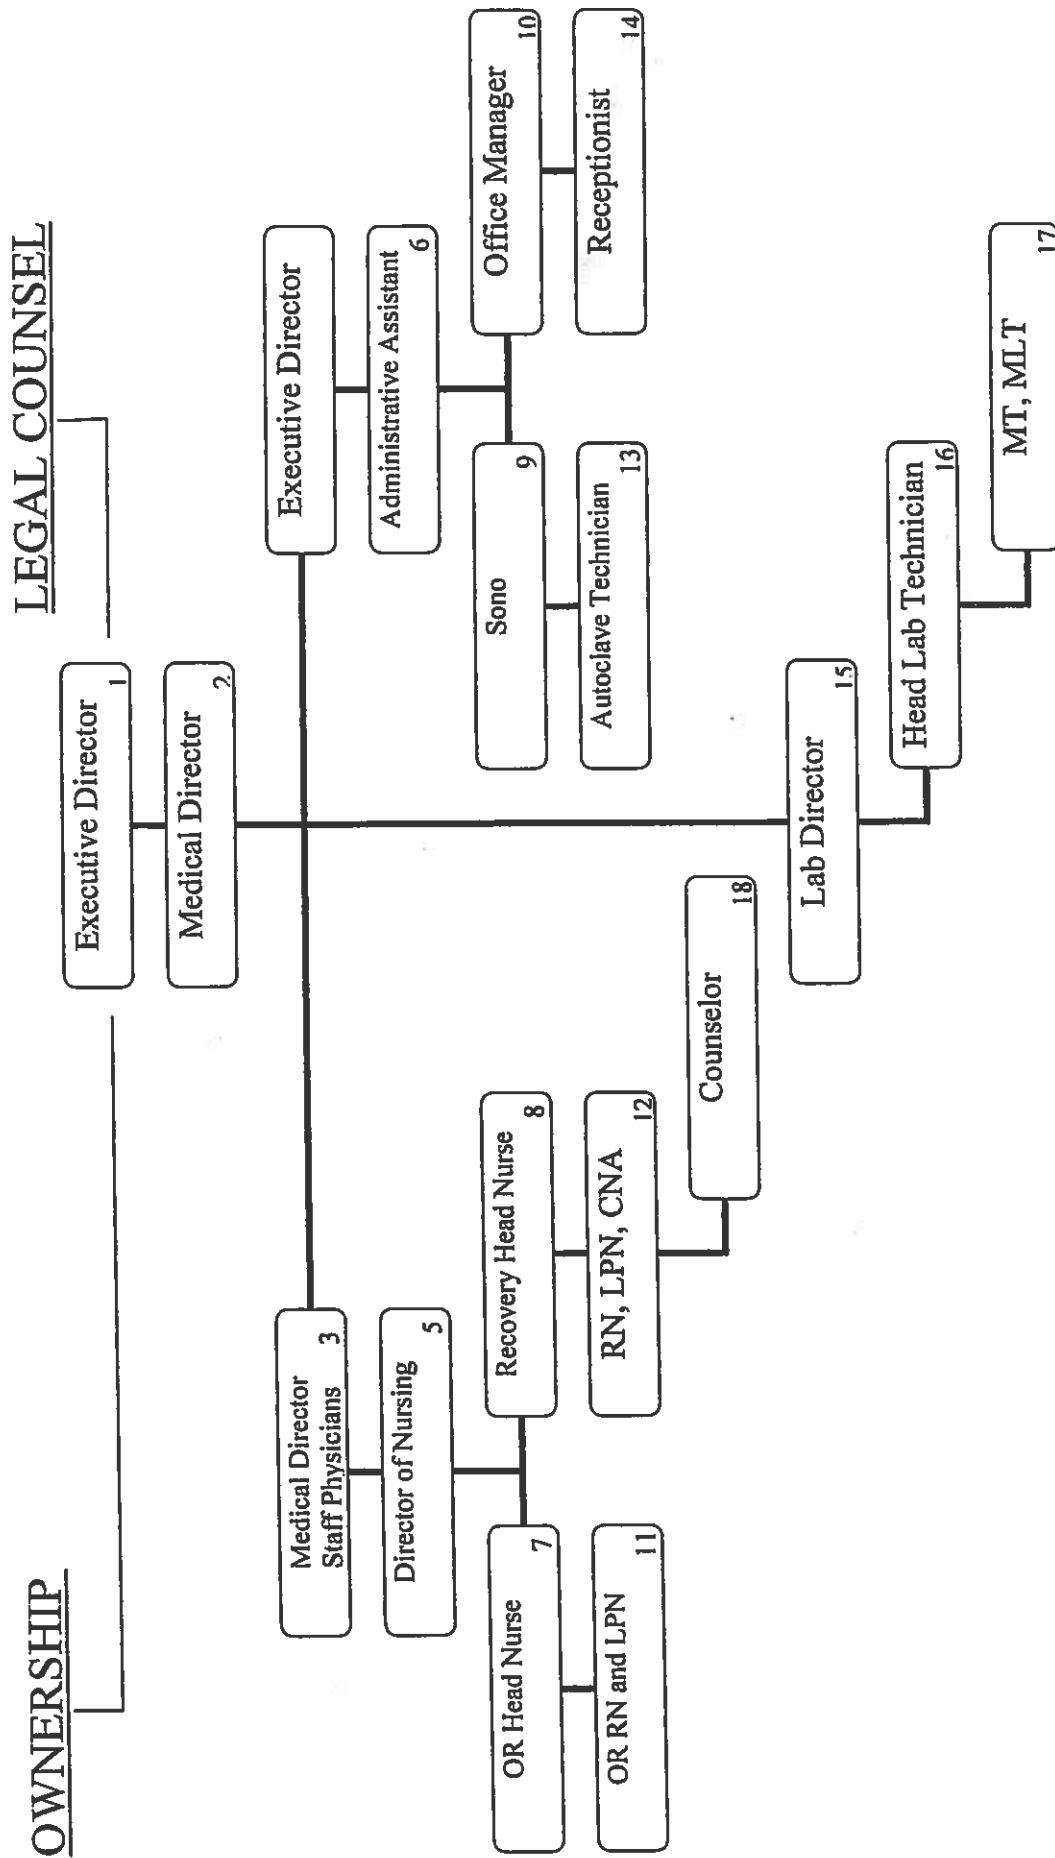 OWNERSHIP
LEGAL COUNSEL
Executive Director
1
Medical Director
2
Medical Director
Staff Physicians
3
Executive Director
Director of Nursing
5
Administrative Assistant
6
OR Head Nurse
7
Recovery Head Nurse
8
Sono
9
Office Manager
10
OR RN and LPN
11
RN, LPN, CNA
12
Autoclave Technician
13
Receptionist
14
Counselor
18
Lab Director
15
Head Lab Technician
16
MT, MLT
17